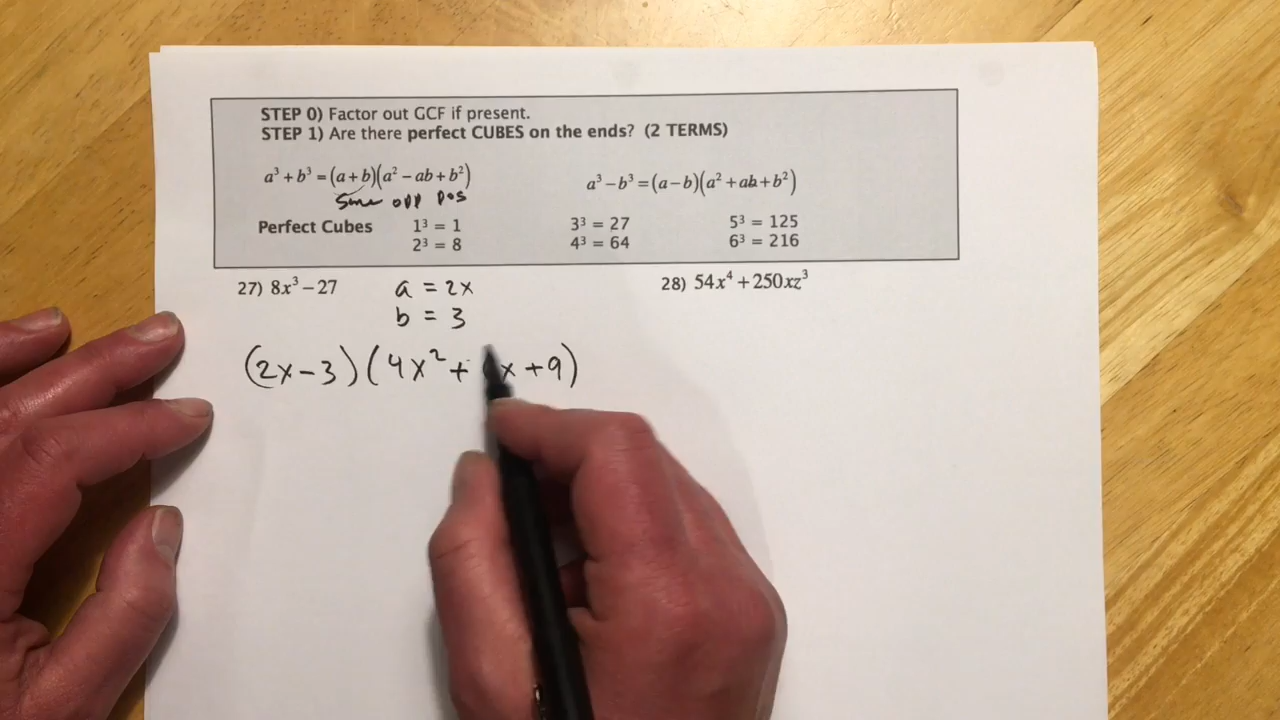 STEP 0) Factor out GCF if present.
STEP 1) Are there perfect CUBES on the ends? (2 TERMS)
a³ + b³ = (a + b)(a² − ab + b²)
a³ − b³ = (a − b)(a² + ab + b²)
Same opp pos
Perfect Cubes 1³ = 1 3³ = 27 5³ = 125
2³ = 8 4³ = 64 6³ = 216
27) 8x³ − 27
a = 2x
b = 3
(2x − 3)(4x² + x + 9)
28) 54x⁴ + 250xz³